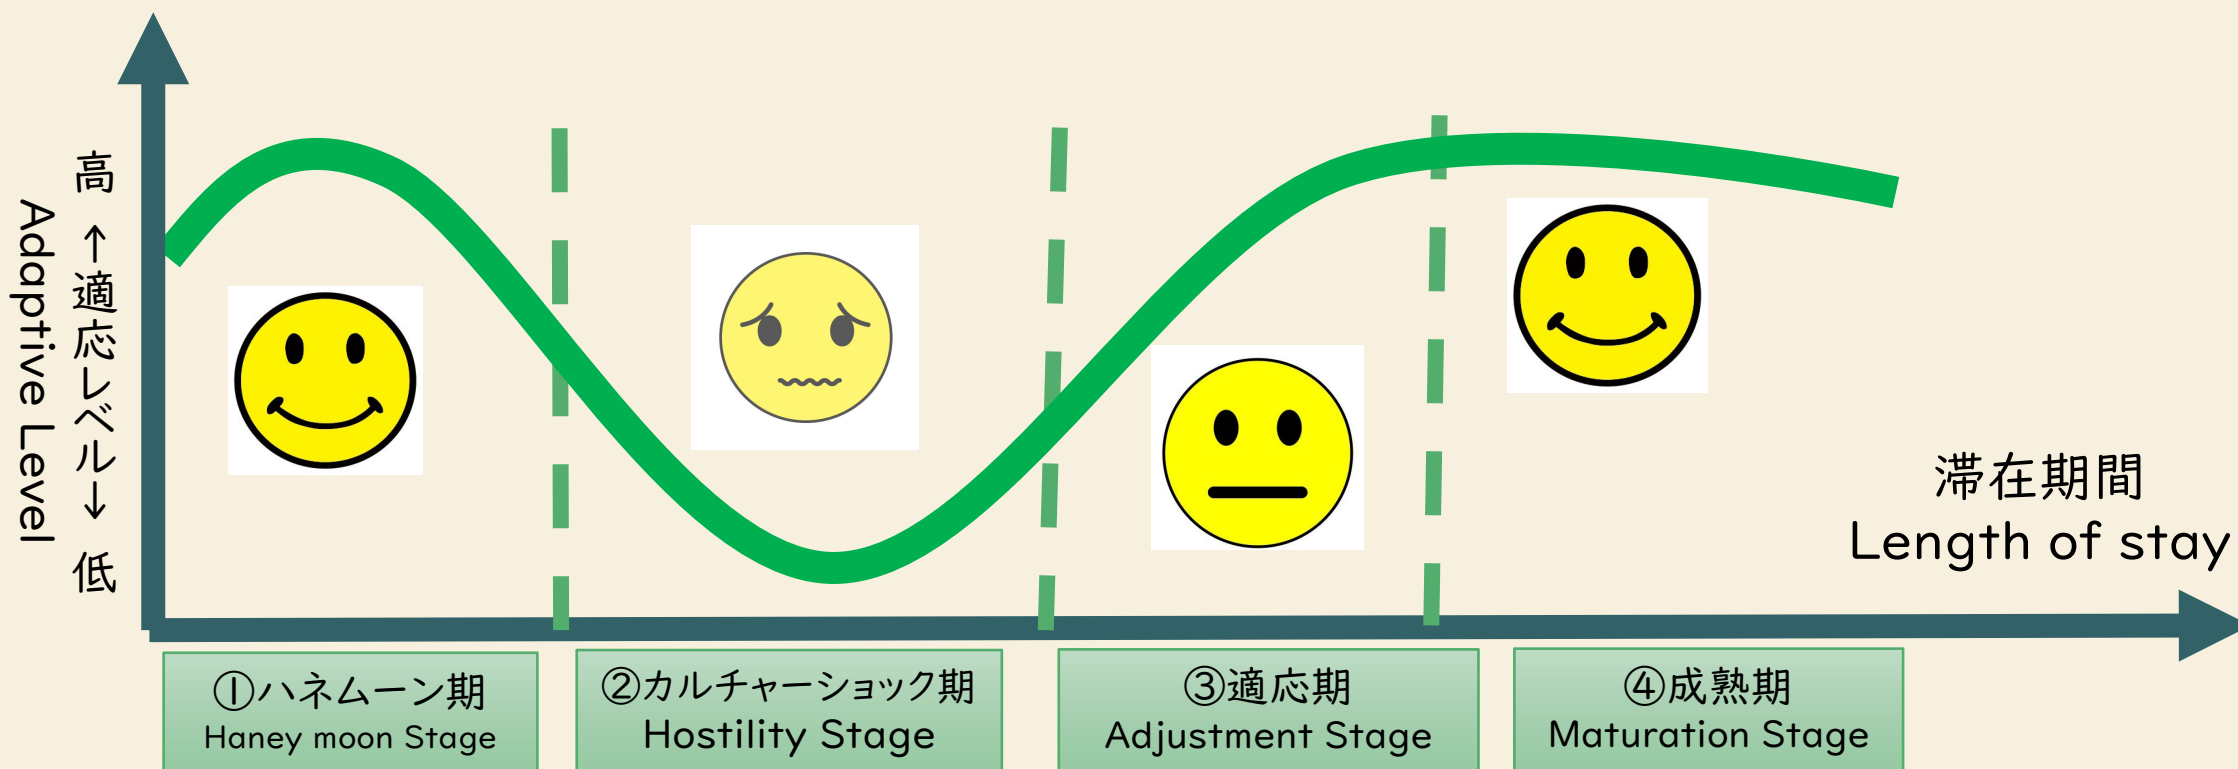 高 ↑適応レベル↓ 低
Adaptive Level
滞在期間
Length of stay
①ハネムーン期
Haney moon Stage
②カルチャーショック期
Hostility Stage
③適応期
Adjustment Stage
④成熟期
Maturation Stage